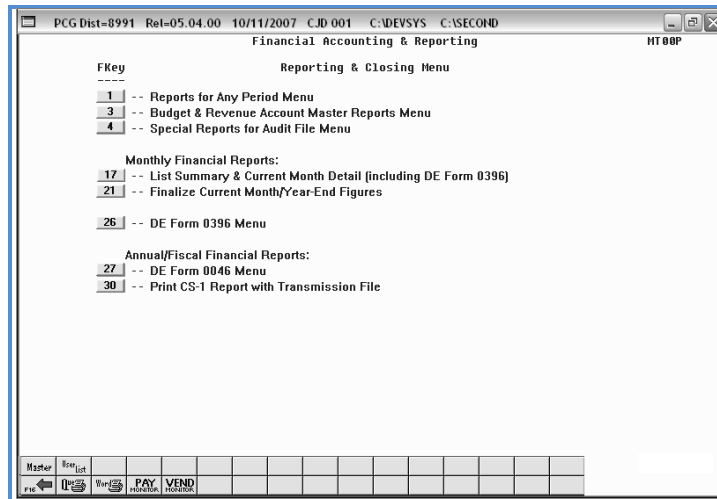 PCG Dist=8991 Rel=05.04.00 10/11/2007 CJD 001 C:\DEVSYS C:\SECOND
Financial Accounting & Reporting MT00P
FKey Reporting & Closing Menu
----
1 -- Reports for Any Period Menu
3 -- Budget & Revenue Account Master Reports Menu
4 -- Special Reports for Audit File Menu
Monthly Financial Reports:
17 -- List Summary & Current Month Detail (including DE Form 0396)
21 -- Finalize Current Month/Year-End Figures
26 -- DE Form 0396 Menu
Annual/Fiscal Financial Reports:
27 -- DE Form 0046 Menu
30 -- Print CS-1 Report with Transmission File
Master User List
F16 Que Word PAY MONITOR VEND MONITOR